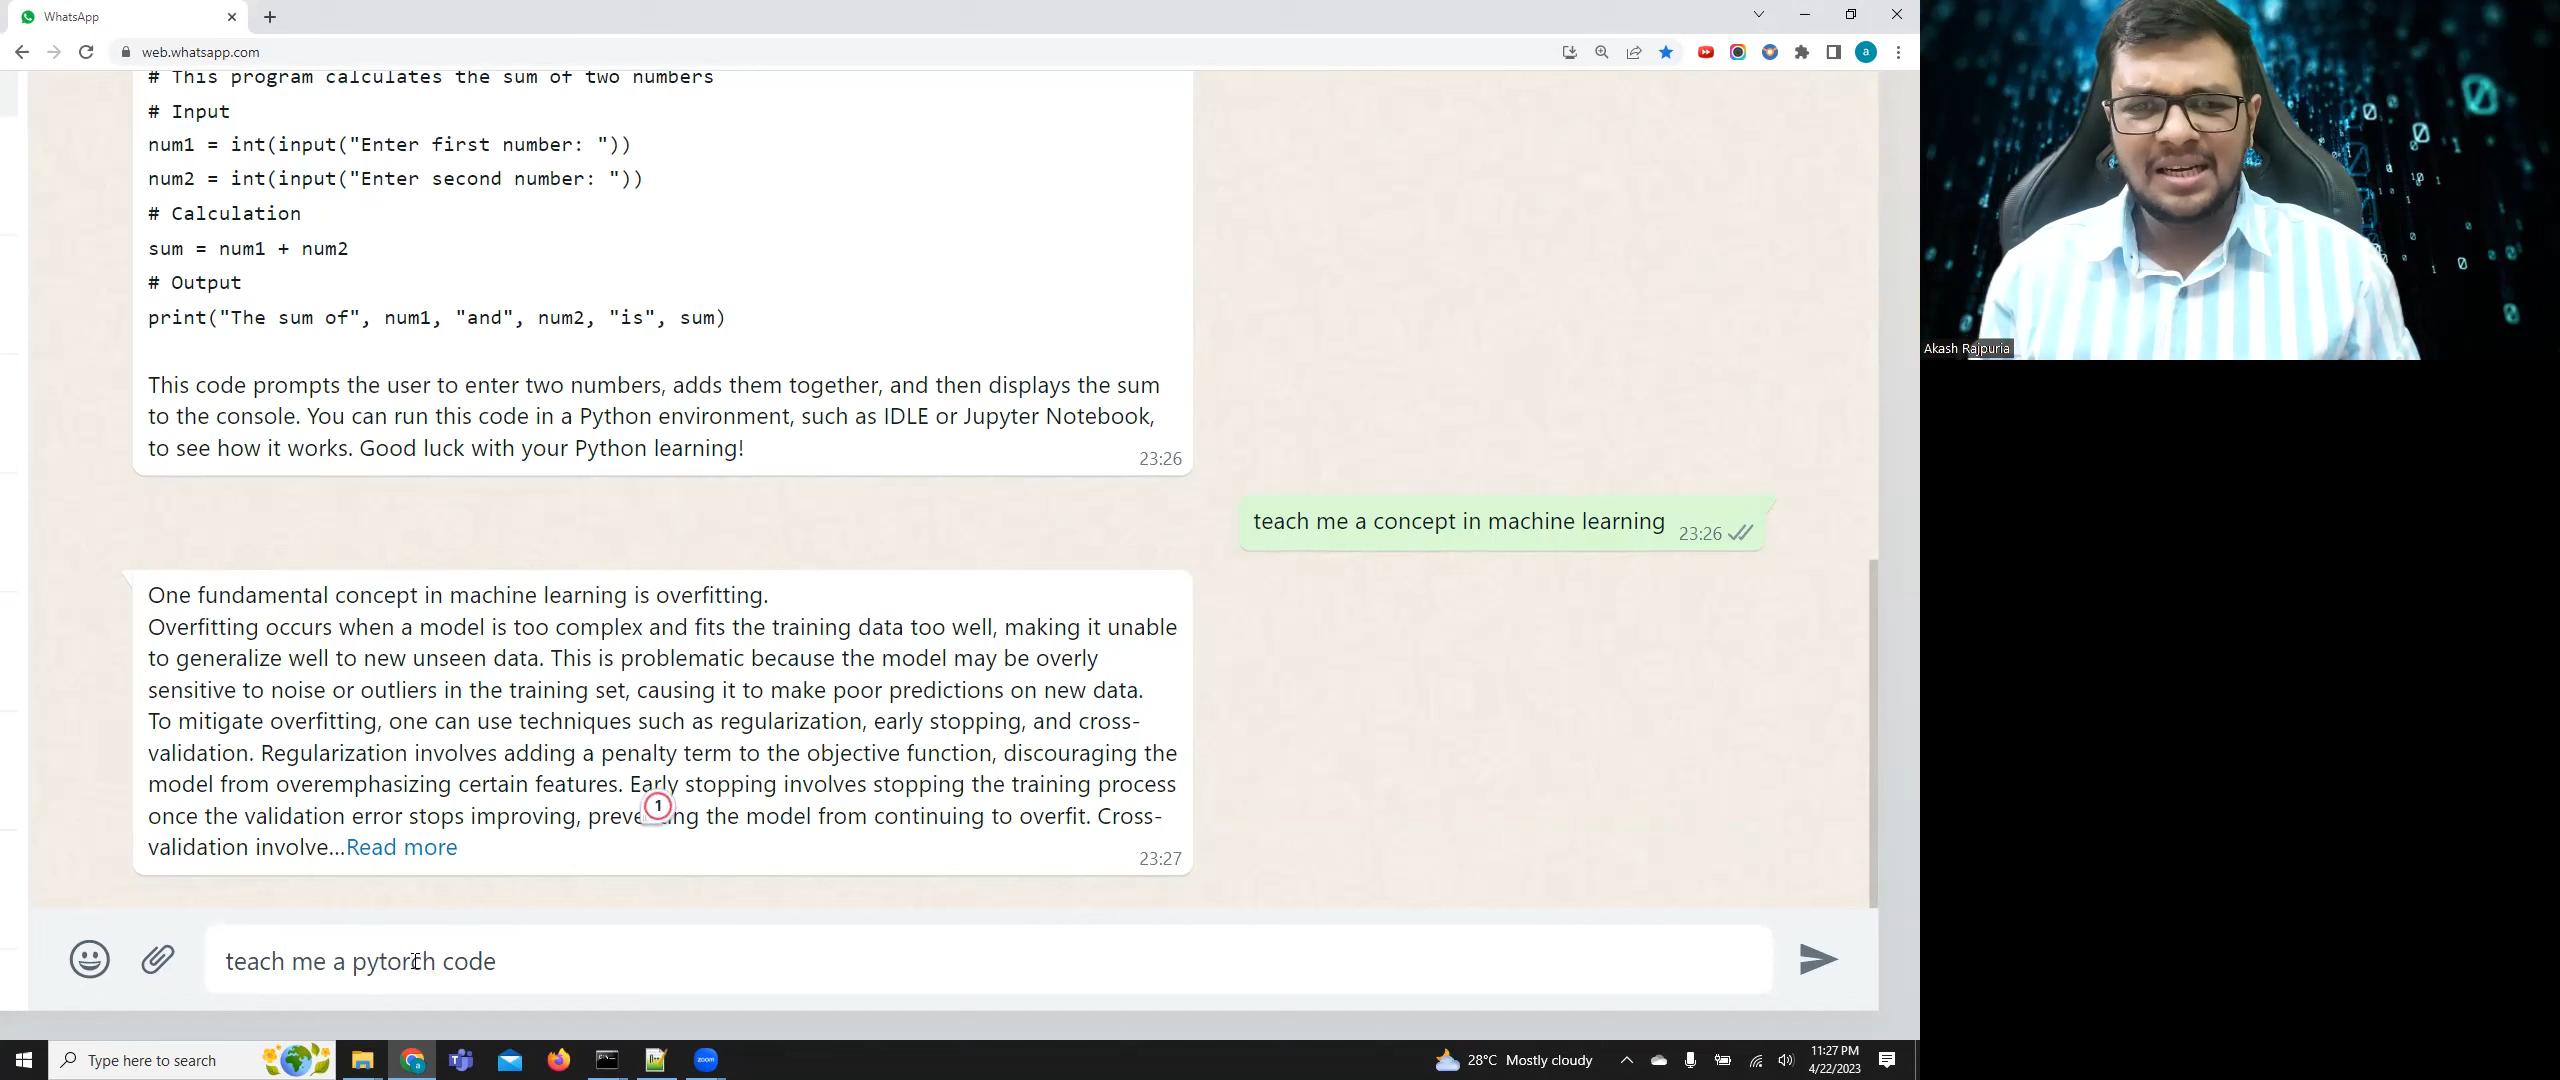 WhatsApp
web.whatsapp.com
a
# This program calculates the sum of two numbers
# Input
num1 = int(input("Enter first number: "))
num2 = int(input("Enter second number: "))
# Calculation
sum = num1 + num2
# Output
print("The sum of", num1, "and", num2, "is", sum)
This code prompts the user to enter two numbers, adds them together, and then displays the sum
to the console. You can run this code in a Python environment, such as IDLE or Jupyter Notebook,
to see how it works. Good luck with your Python learning!
23:26
teach me a concept in machine learning
23:26
One fundamental concept in machine learning is overfitting.
Overfitting occurs when a model is too complex and fits the training data too well, making it unable
to generalize well to new unseen data. This is problematic because the model may be overly
sensitive to noise or outliers in the training set, causing it to make poor predictions on new data.
To mitigate overfitting, one can use techniques such as regularization, early stopping, and cross-
validation. Regularization involves adding a penalty term to the objective function, discouraging the
model from overemphasizing certain features. Early stopping involves stopping the training process
once the validation error stops improving, preventing the model from continuing to overfit. Cross-
validation involve...Read more
23:27
1
teach me a pytorch code
Type here to search
zoom
28°C Mostly cloudy
11:27 PM
4/22/2023
Akash Rajpuria